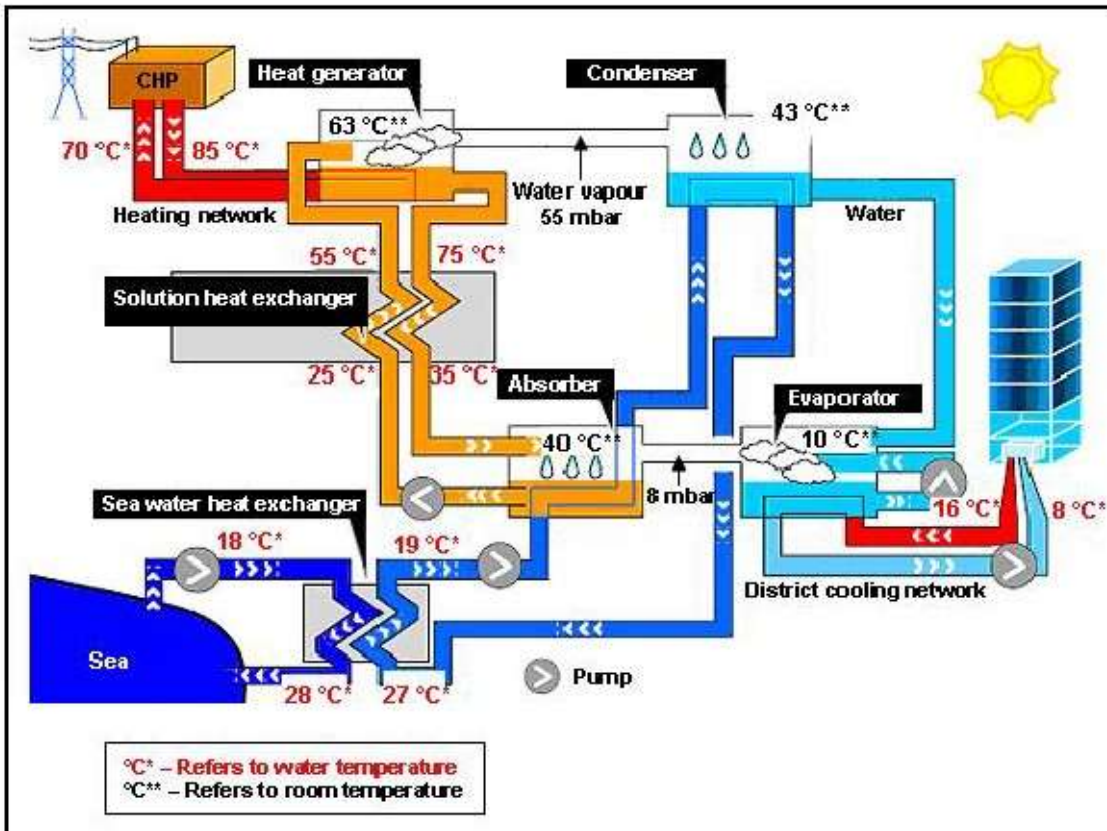 CHP
Heat generator
Condenser
63 °C**
43 °C**
70 °C*
85 °C*
Heating network
Water vapour
55 mbar
Water
55 °C*
75 °C*
Solution heat exchanger
25 °C*
35 °C*
Absorber
Evaporator
40 °C**
10 °C**
8 mbar
Sea water heat exchanger
16 °C*
8 °C*
18 °C*
19 °C*
District cooling network
Sea
Pump
28 °C*
27 °C*
°C* – Refers to water temperature
°C** – Refers to room temperature